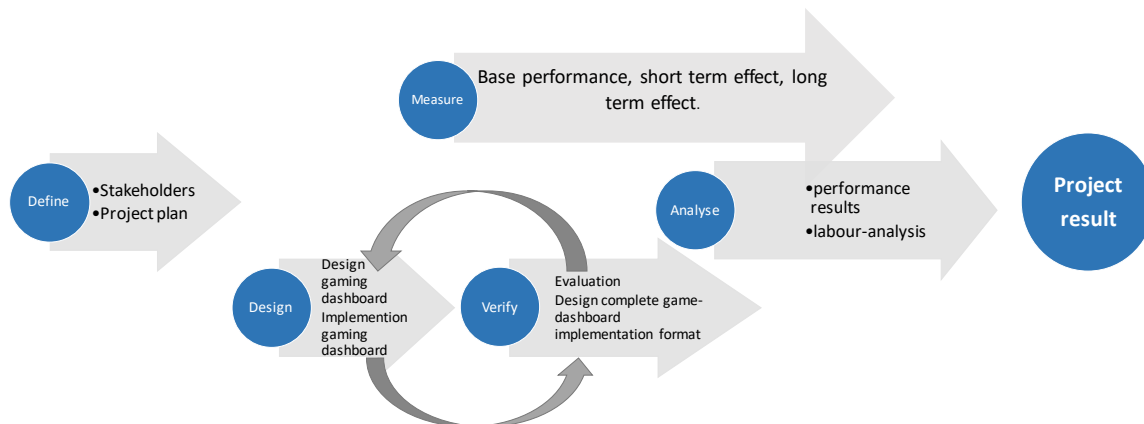 Define
•Stakeholders
•Project plan
Measure
Base performance, short term effect, long
term effect.
Design
Design
gaming
dashboard
Implemention
gaming
dashboard
Verify
Evaluation
Design complete game-
dashboard
implementation format
Analyse
•performance
results
•labour-analysis
Project
result